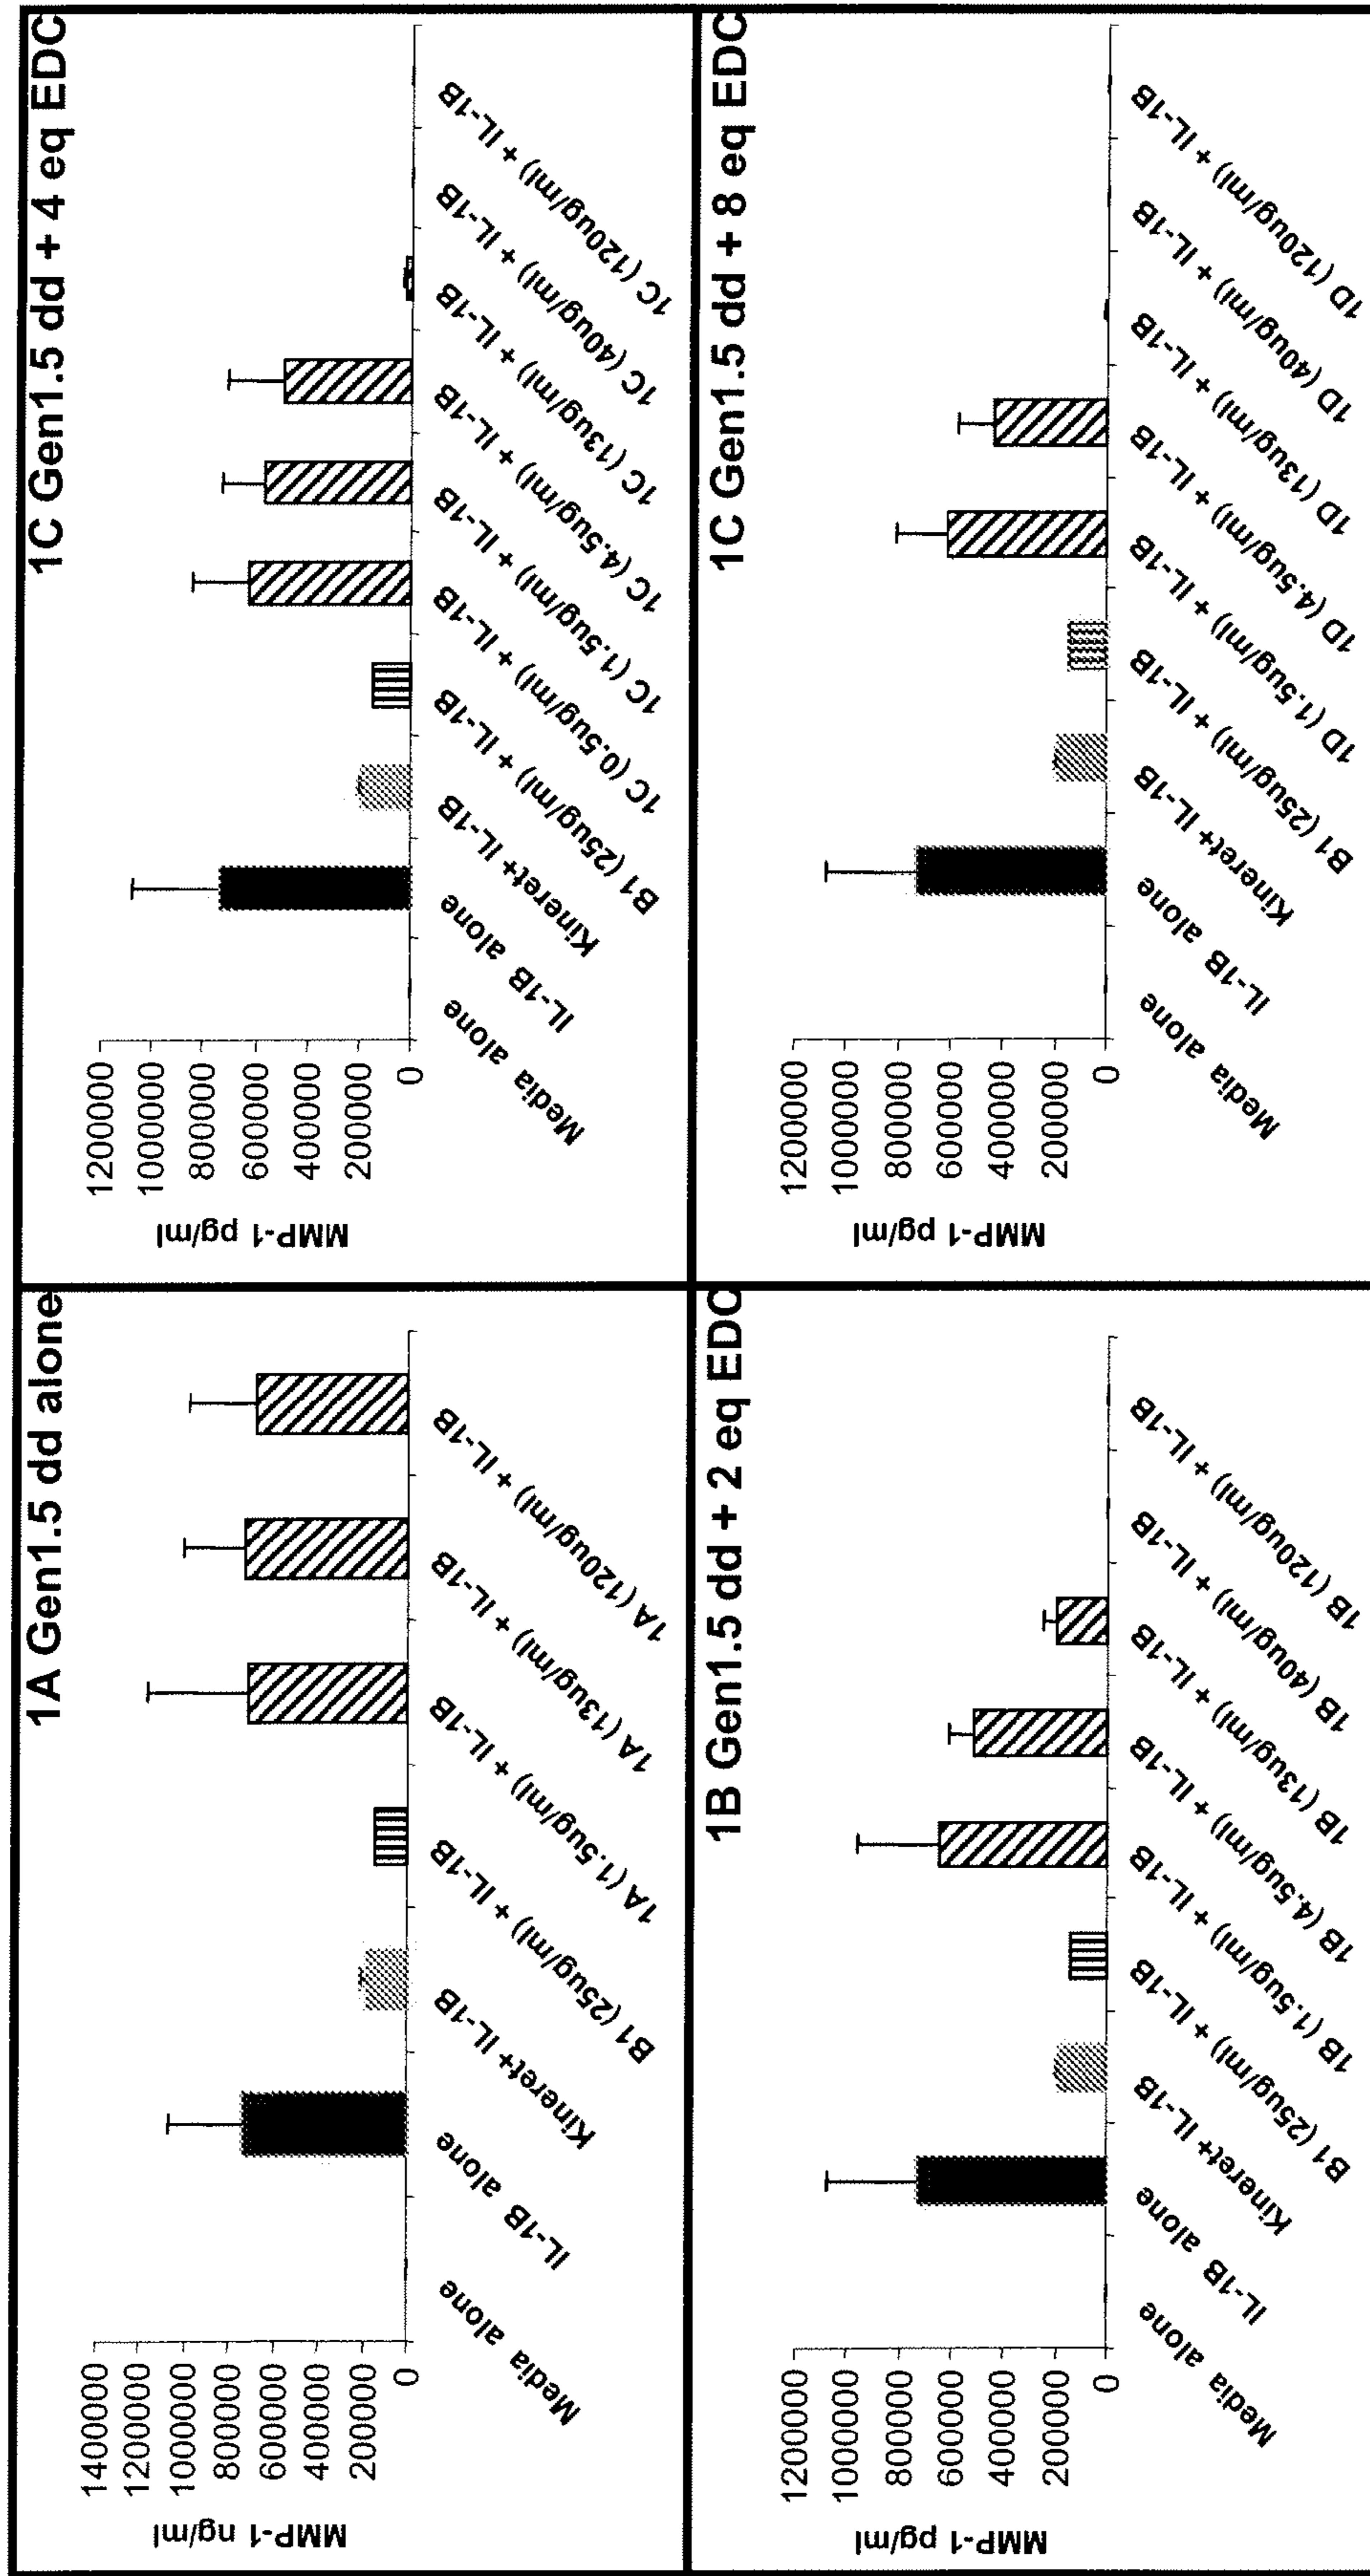 1A Gen1.5 dd alone
MMP-1 ng/ml
1400000
1200000
1000000
800000
600000
400000
200000
0
Media alone
IL-1B alone
Kineret+ IL-1B
B1 (25ug/ml) + IL-1B
1A (1.5ug/ml) + IL-1B
1A (13ug/ml) + IL-1B
1A (120ug/ml) + IL-1B
1C Gen1.5 dd + 4 eq EDC
MMP-1 pg/ml
1200000
1000000
800000
600000
400000
200000
0
Media alone
IL-1B alone
Kineret+ IL-1B
B1 (25ug/ml) + IL-1B
1C (0.5ug/ml) + IL-1B
1C (1.5ug/ml) + IL-1B
1C (4.5ug/ml) + IL-1B
1C (13ug/ml) + IL-1B
1C (40ug/ml) + IL-1B
1C (120ug/ml) + IL-1B
1B Gen1.5 dd + 2 eq EDC
MMP-1 pg/ml
1200000
1000000
800000
600000
400000
200000
0
Media alone
IL-1B alone
Kineret+ IL-1B
B1 (25ug/ml) + IL-1B
1B (1.5ug/ml) + IL-1B
1B (4.5ug/ml) + IL-1B
1B (13ug/ml) + IL-1B
1B (40ug/ml) + IL-1B
1B (120ug/ml) + IL-1B
1C Gen1.5 dd + 8 eq EDC
MMP-1 pg/ml
1200000
1000000
800000
600000
400000
200000
0
Media alone
IL-1B alone
Kineret+ IL-1B
B1 (25ug/ml) + IL-1B
1D (1.5ug/ml) + IL-1B
1D (4.5ug/ml) + IL-1B
1D (13ug/ml) + IL-1B
1D (40ug/ml) + IL-1B
1D (120ug/ml) + IL-1B